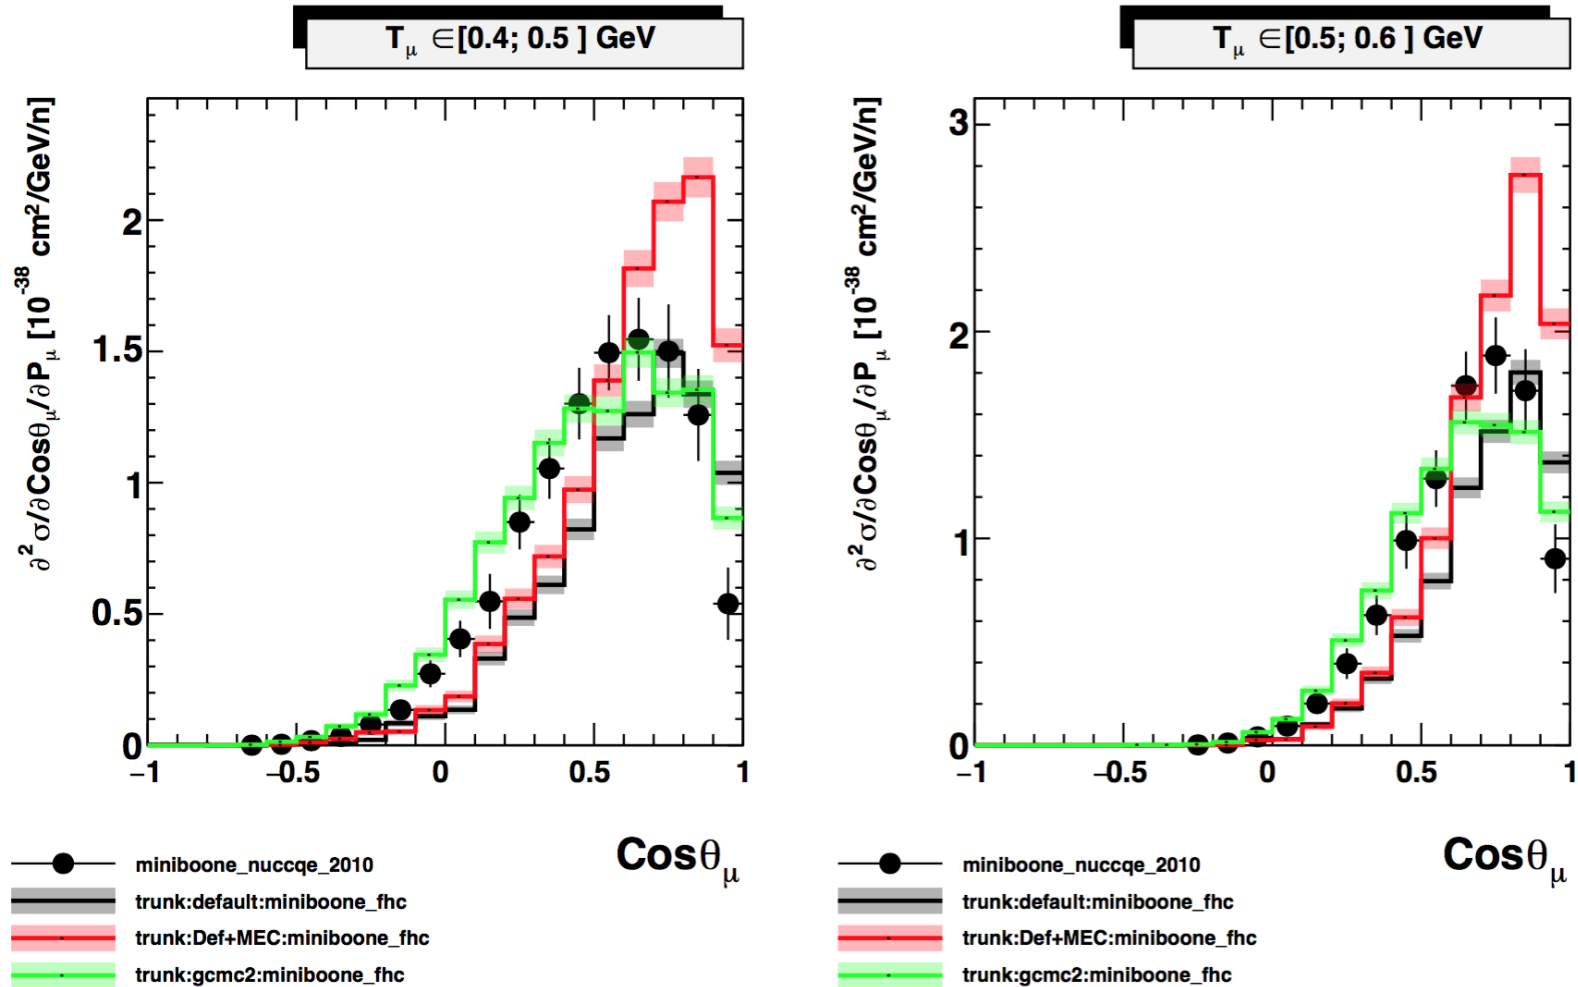 T_μ ∈[0.4; 0.5 ] GeV
∂² σ/∂Cosθ_μ/∂P_μ [10⁻³⁸ cm²/GeV/n]
2
1.5
1
0.5
0
−1 −0.5 0 0.5 1
Cosθ_μ
miniboone_nuccqe_2010
trunk:default:miniboone_fhc
trunk:Def+MEC:miniboone_fhc
trunk:gcmc2:miniboone_fhc
T_μ ∈[0.5; 0.6 ] GeV
∂² σ/∂Cosθ_μ/∂P_μ [10⁻³⁸ cm²/GeV/n]
3
2
1
0
−1 −0.5 0 0.5 1
Cosθ_μ
miniboone_nuccqe_2010
trunk:default:miniboone_fhc
trunk:Def+MEC:miniboone_fhc
trunk:gcmc2:miniboone_fhc